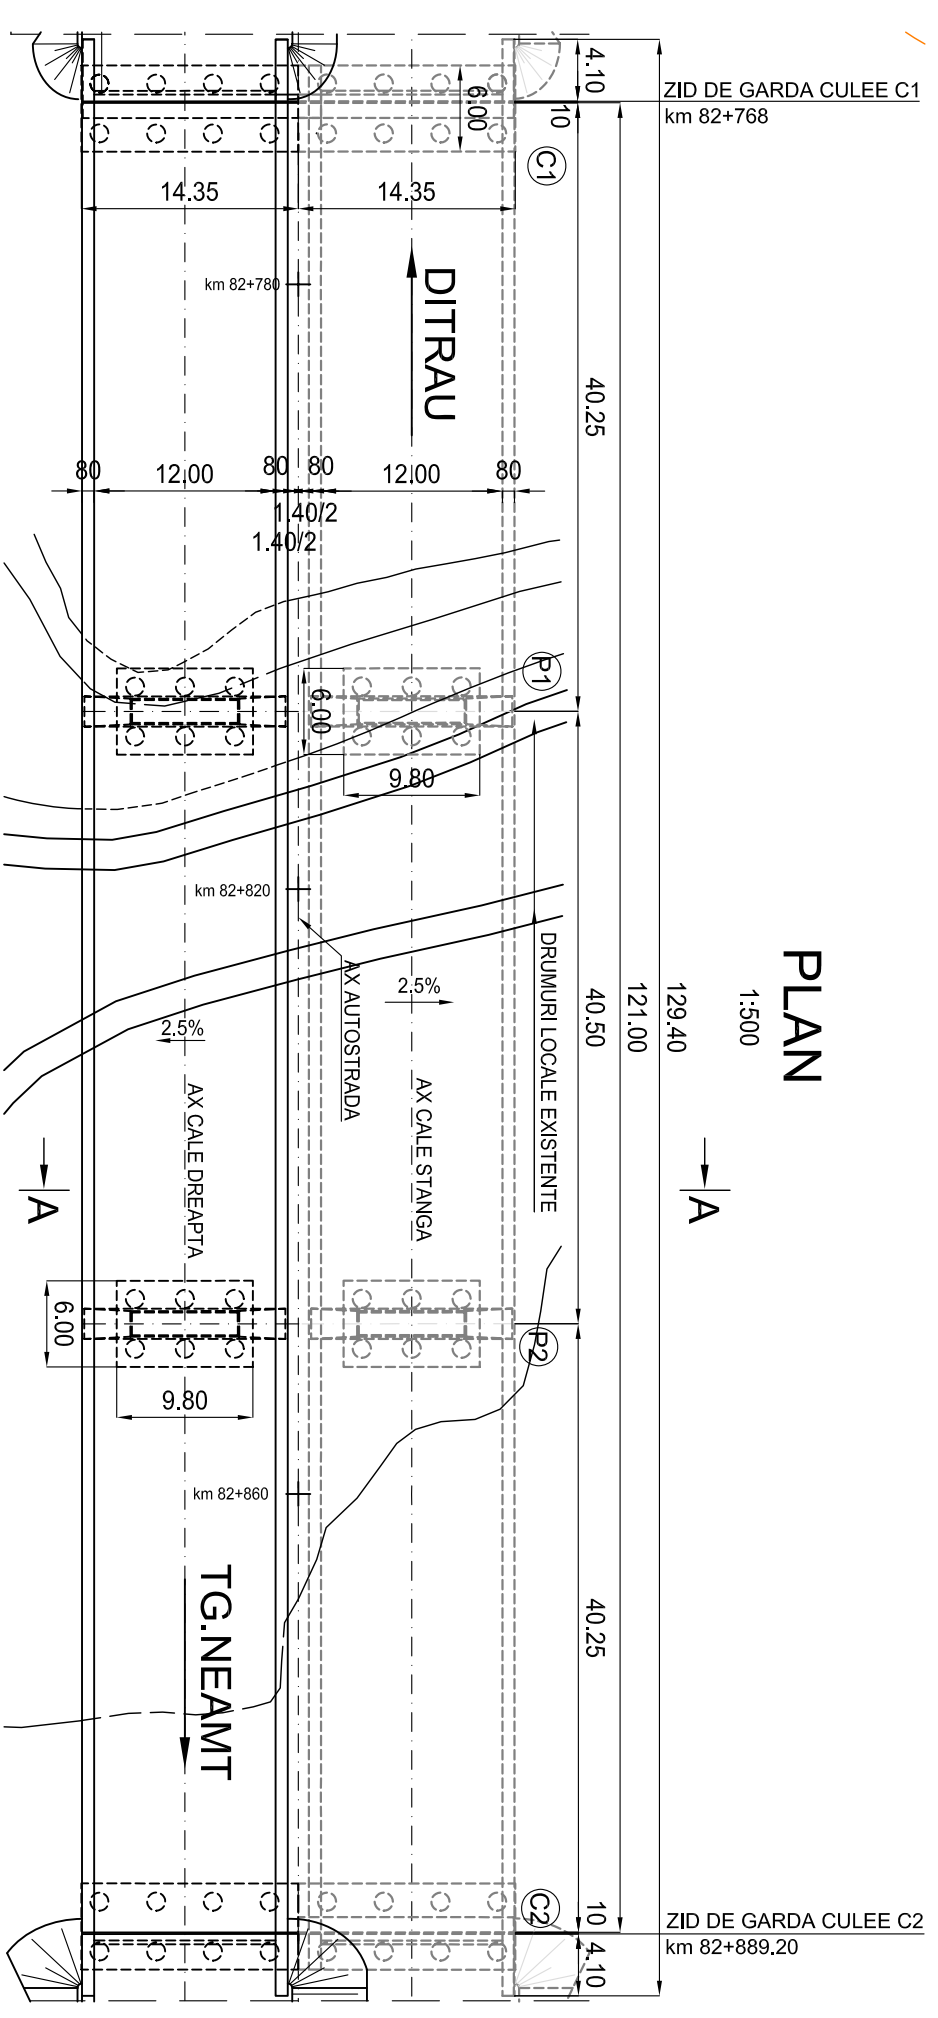 ZID DE GARDA CULEE C1
km 82+768
4.10
10
6.00
C1
14.35
14.35
km 82+780
DITRAU
40.25
80
12.00
80
80
12.00
80
1.40/2
1.40/2
P1
6.00
9.80
km 82+820
DRUMURI LOCALE EXISTENTE
AX AUTOSTRADA
2.5%
2.5%
PLAN
1:500
129.40
121.00
40.50
AX CALE STANGA
AX CALE DREAPTA
A
A
6.00
P2
9.80
km 82+860
TG.NEAMT
40.25
C2
10
ZID DE GARDA CULEE C2
km 82+889.20
4.10